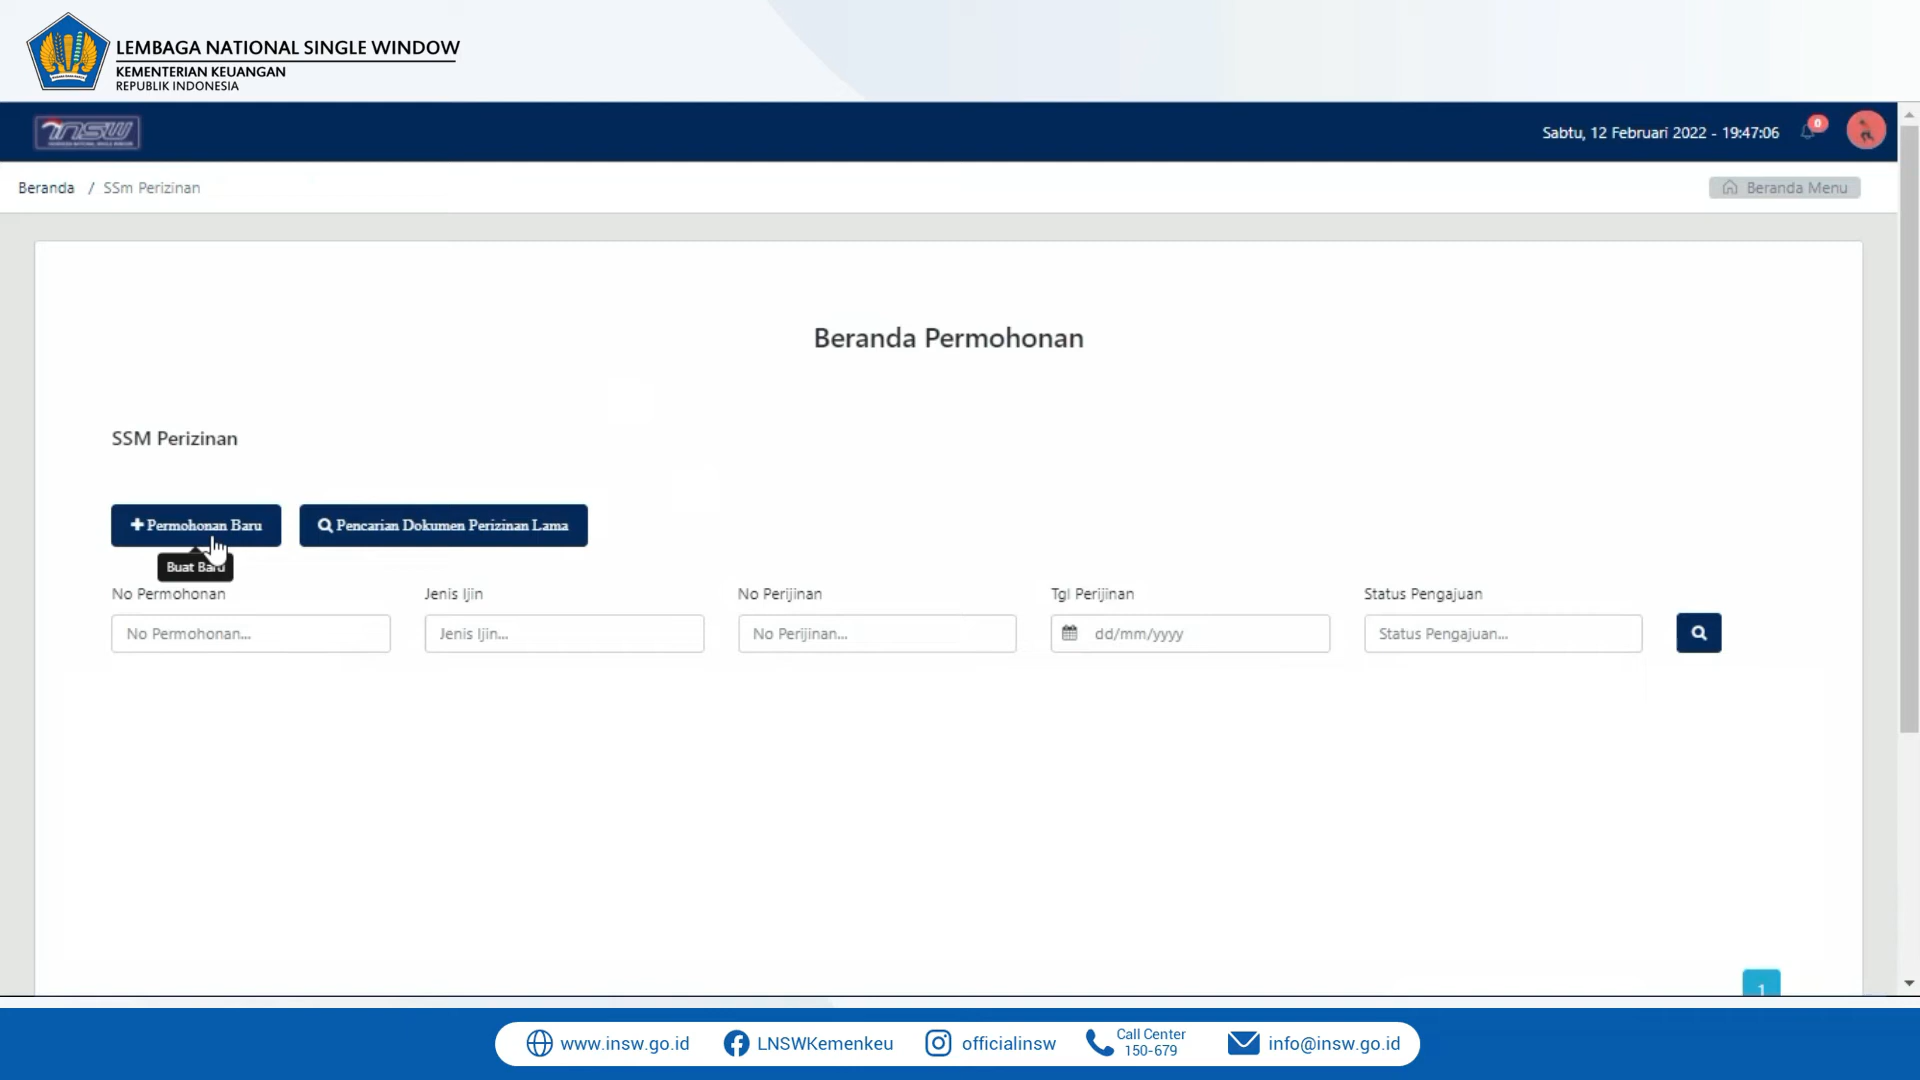 LEMBAGA NATIONAL SINGLE WINDOW
KEMENTERIAN KEUANGAN
REPUBLIK INDONESIA
INSW
Sabtu, 12 Februari 2022 - 19:47:06
0
Beranda / SSm Perizinan
Beranda Menu
Beranda Permohonan
SSM Perizinan
Permohonan Baru
Pencarian Dokumen Perizinan Lama
Buat Baru
No Permohonan
Jenis Ijin
No Perijinan
Tgl Perijinan
Status Pengajuan
No Permohonan...
Jenis Ijin...
No Perijinan...
dd/mm/yyyy
Status Pengajuan...
1
www.insw.go.id
LNSWKemenkeu
officialinsw
Call Center
150-679
info@insw.go.id